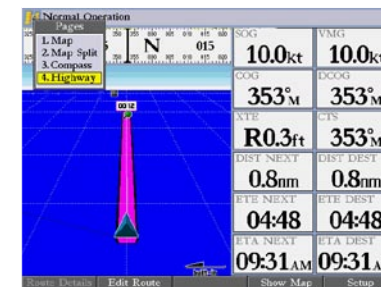 Normal Operation
Pages
1. Map
2. Map Split
3. Compass
4. Highway
N
015
0012
SOG
10.0kt
VMG
10.0k
COG
353°M
DCOG
353°M
XTE
R0.3ft
CTS
353°M
DIST NEXT
0.8nm
DIST DEST
0.8nm
ETE NEXT
04:48
ETE DEST
04:48
ETA NEXT
09:31AM
ETA DEST
09:31A
Route Details
Edit Route
Show Map
Setup